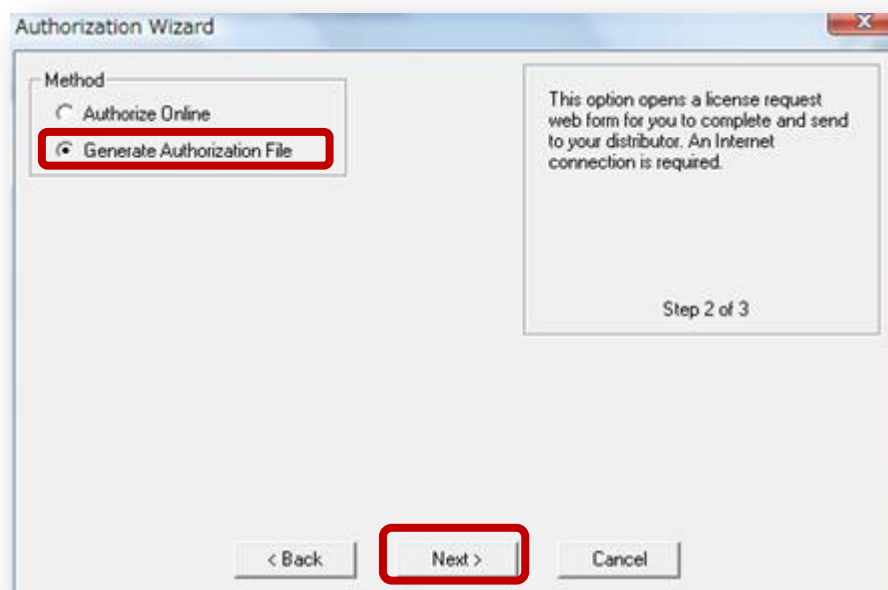 Authorization Wizard
Method
Authorize Online
Generate Authorization File
This option opens a license request
web form for you to complete and send
to your distributor. An Internet
connection is required.
Step 2 of 3
< Back
Next >
Cancel